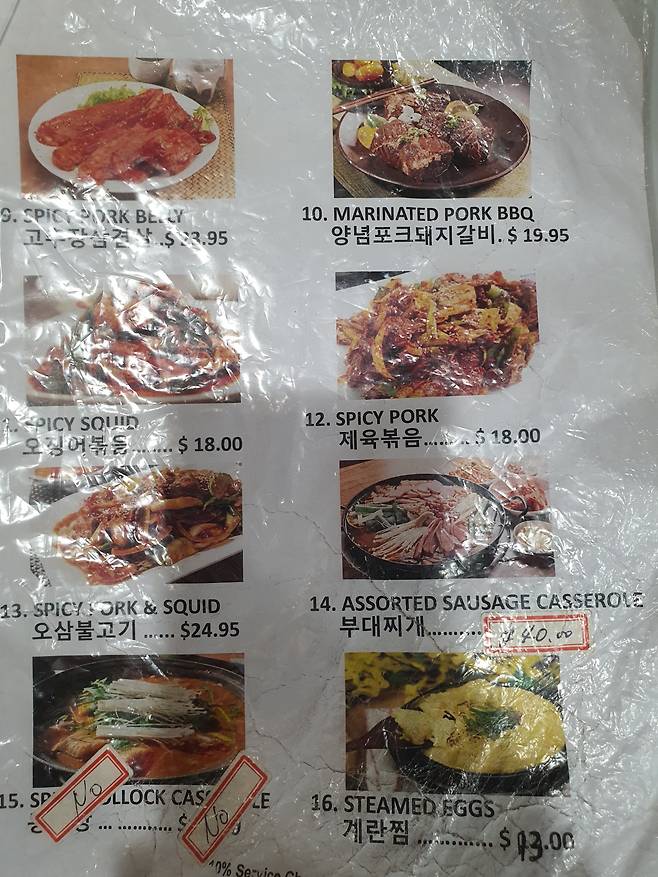 9. SPICY PORK BELLY
고추장삼겹살..$ 23.95
10. MARINATED PORK BBQ
양념포크돼지갈비. $ 19.95
SPICY SQUID
오징어볶음........ $ 18.00
12. SPICY PORK
제육볶음......... $ 18.00
13. SPICY PORK & SQUID
오삼불고기 ...... $24.95
14. ASSORTED SAUSAGE CASSEROLE
부대찌개.......... $ 40.00
15. No
No
16. STEAMED EGGS
계란찜 ............. $ 13.00
10% Service